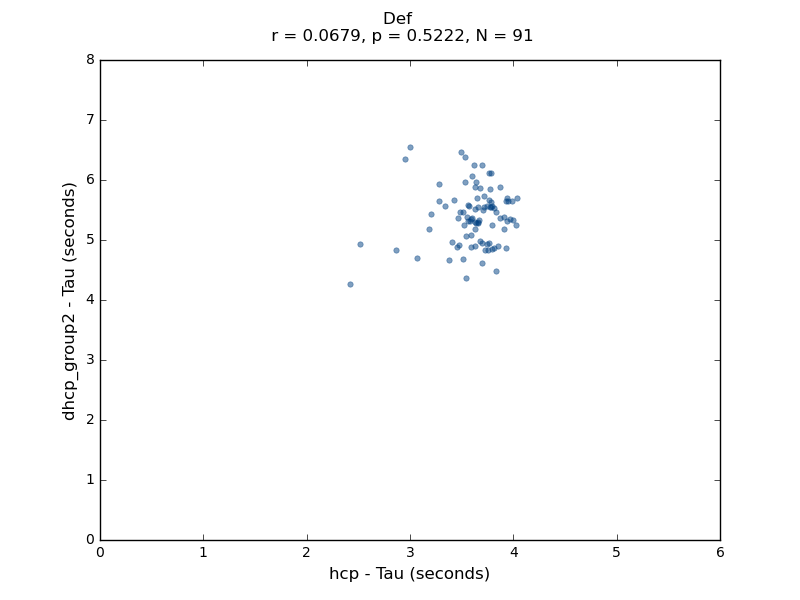 Def
r = 0.0679, p = 0.5222, N = 91
8
7
6
5
4
3
2
1
0
dhcp_group2 - Tau (seconds)
0 1 2 3 4 5 6
hcp - Tau (seconds)